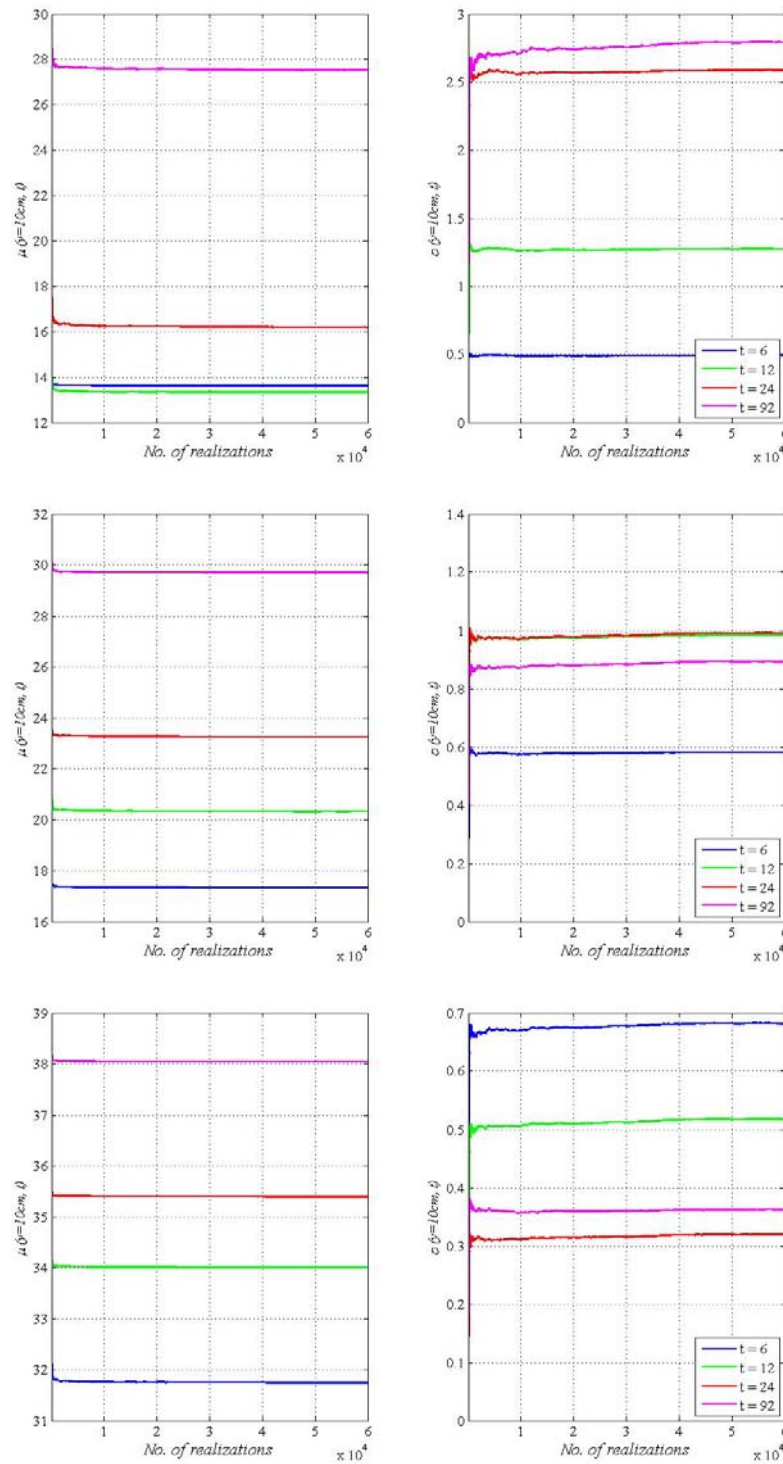 30
28
26
24
22
20
18
16
14
12
μ (y=10cm, t)
0 1 2 3 4 5 6
No. of realizations
x 10^4
3
2.5
2
1.5
1
0.5
0
σ (y=10cm, t)
0 1 2 3 4 5 6
No. of realizations
x 10^4
t = 6
t = 12
t = 24
t = 92
32
30
28
26
24
22
20
18
16
μ (y=10cm, t)
0 1 2 3 4 5 6
No. of realizations
x 10^4
1.4
1.2
1
0.8
0.6
0.4
0.2
0
σ (y=10cm, t)
0 1 2 3 4 5 6
No. of realizations
x 10^4
t = 6
t = 12
t = 24
t = 92
39
38
37
36
35
34
33
32
31
μ (y=10cm, t)
0 1 2 3 4 5 6
No. of realizations
x 10^4
0.7
0.6
0.5
0.4
0.3
0.2
0.1
0
σ (y=10cm, t)
0 1 2 3 4 5 6
No. of realizations
x 10^4
t = 6
t = 12
t = 24
t = 92